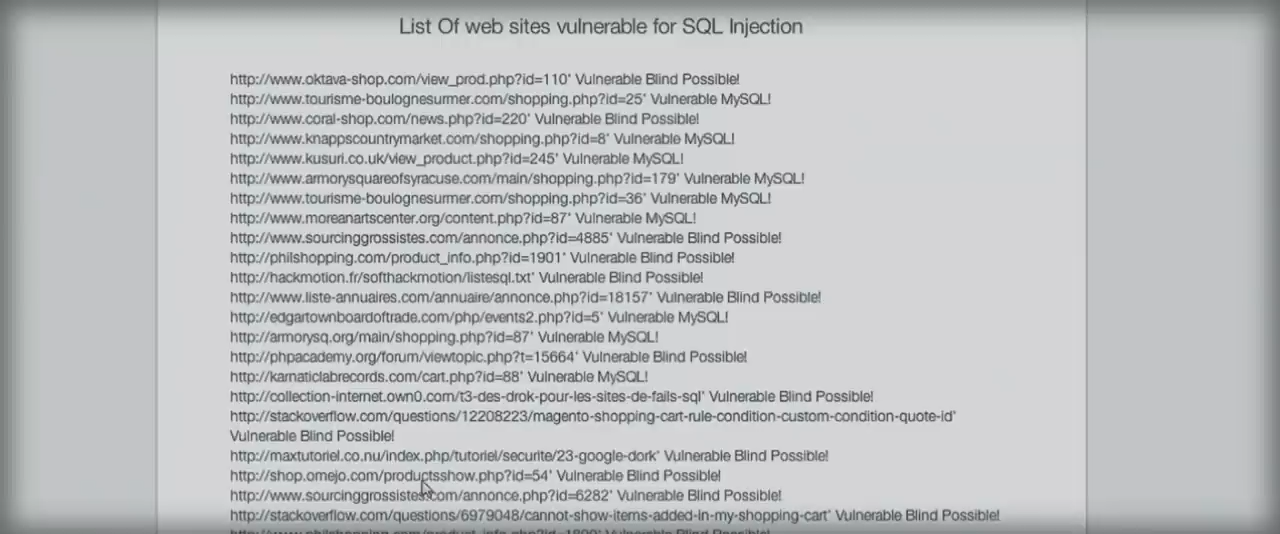 List Of web sites vulnerable for SQL Injection
http://www.oktava-shop.com/view_prod.php?id=110' Vulnerable Blind Possible!
http://www.tourisme-boulognesurmer.com/shopping.php?id=25' Vulnerable MySQL!
http://www.coral-shop.com/news.php?id=220' Vulnerable Blind Possible!
http://www.knappscountrymarket.com/shopping.php?id=8' Vulnerable MySQL!
http://www.kusuri.co.uk/view_product.php?id=245' Vulnerable MySQL!
http://www.armorysquareofsyracuse.com/main/shopping.php?id=179' Vulnerable MySQL!
http://www.tourisme-boulognesurmer.com/shopping.php?id=36' Vulnerable MySQL!
http://www.moreanartscenter.org/content.php?id=87' Vulnerable MySQL!
http://www.sourcinggrossistes.com/annonce.php?id=4885' Vulnerable Blind Possible!
http://philshopping.com/product_info.php?id=1901' Vulnerable Blind Possible!
http://hackmotion.fr/softhackmotion/listesql.txt' Vulnerable Blind Possible!
http://www.liste-annuaires.com/annuaire/annonce.php?id=18157' Vulnerable Blind Possible!
http://edgartownboardoftrade.com/php/events2.php?id=5' Vulnerable MySQL!
http://armorysq.org/main/shopping.php?id=87' Vulnerable MySQL!
http://phpacademy.org/forum/viewtopic.php?t=15664' Vulnerable Blind Possible!
http://karnaticlabrecords.com/cart.php?id=88' Vulnerable MySQL!
http://collection-internet.own0.com/t3-des-drok-pour-les-sites-de-fails-sql' Vulnerable Blind Possible!
http://stackoverflow.com/questions/12208223/magento-shopping-cart-rule-condition-custom-condition-quote-id'
Vulnerable Blind Possible!
http://maxtutoriel.co.nu/index.php/tutoriel/securite/23-google-dork' Vulnerable Blind Possible!
http://shop.omejo.com/productsshow.php?id=54' Vulnerable Blind Possible!
http://www.sourcinggrossistes.com/annonce.php?id=6282' Vulnerable Blind Possible!
http://stackoverflow.com/questions/6979048/cannot-show-items-added-in-my-shopping-cart' Vulnerable Blind Possible!